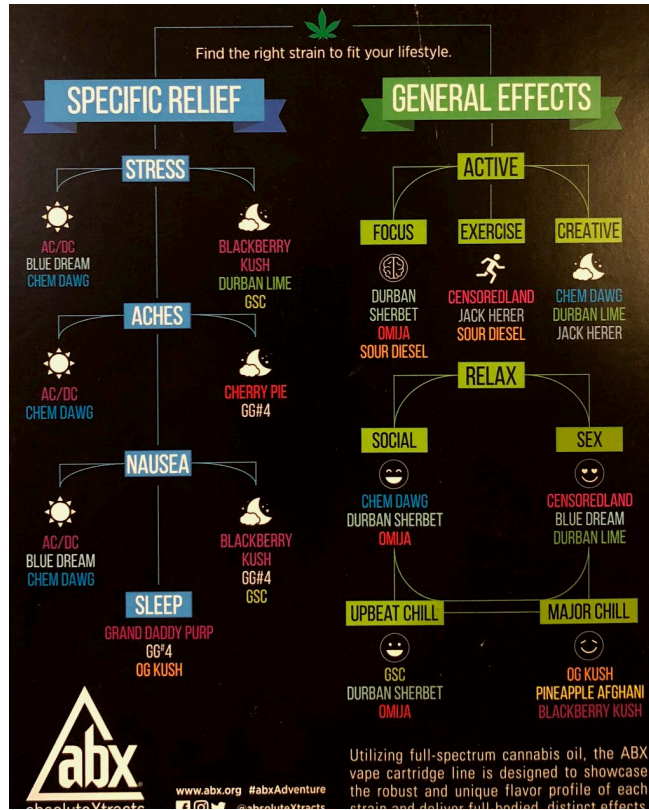 Find the right strain to fit your lifestyle.
SPECIFIC RELIEF
STRESS
AC/DC
BLUE DREAM
CHEM DAWG
BLACKBERRY
KUSH
DURBAN LIME
GSC
ACHES
AC/DC
CHEM DAWG
CHERRY PIE
GG#4
NAUSEA
AC/DC
BLUE DREAM
CHEM DAWG
BLACKBERRY
KUSH
GG#4
GSC
SLEEP
GRAND DADDY PURP
GG#4
OG KUSH
GENERAL EFFECTS
ACTIVE
FOCUS
DURBAN
SHERBET
OMIJA
SOUR DIESEL
EXERCISE
CENSOREDLAND
JACK HERER
SOUR DIESEL
CREATIVE
CHEM DAWG
DURBAN LIME
JACK HERER
RELAX
SOCIAL
CHEM DAWG
DURBAN SHERBET
OMIJA
SEX
CENSOREDLAND
BLUE DREAM
DURBAN LIME
UPBEAT CHILL
GSC
DURBAN SHERBET
OMIJA
MAJOR CHILL
OG KUSH
PINEAPPLE AFGHANI
BLACKBERRY KUSH
abx
absoluteXtracts
www.abx.org #abxAdventure
@absoluteXtracts
Utilizing full-spectrum cannabis oil, the ABX
vape cartridge line is designed to showcase
the robust and unique flavor profile of each
strain and deliver full-bodied, distinct effects.